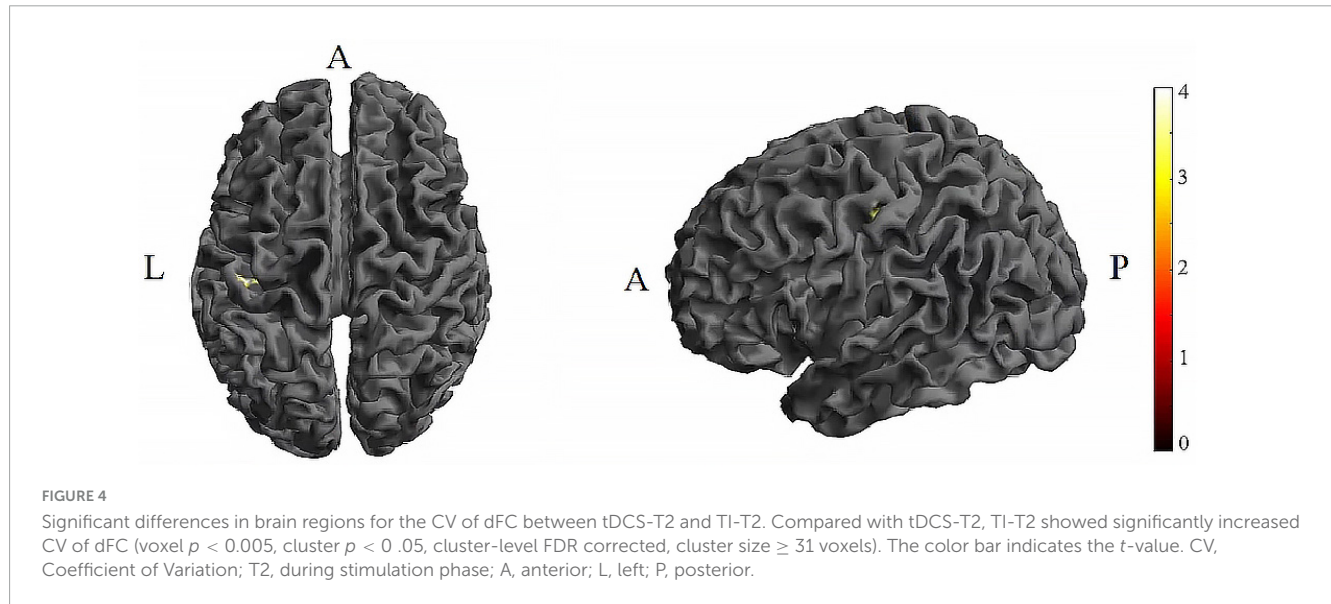 A
L
A
P
4
3
2
1
0
FIGURE 4
Significant differences in brain regions for the CV of dFC between tDCS-T2 and TI-T2. Compared with tDCS-T2, TI-T2 showed significantly increased
CV of dFC (voxel p < 0.005, cluster p < 0 .05, cluster-level FDR corrected, cluster size ≥ 31 voxels). The color bar indicates the t-value. CV,
Coefficient of Variation; T2, during stimulation phase; A, anterior; L, left; P, posterior.